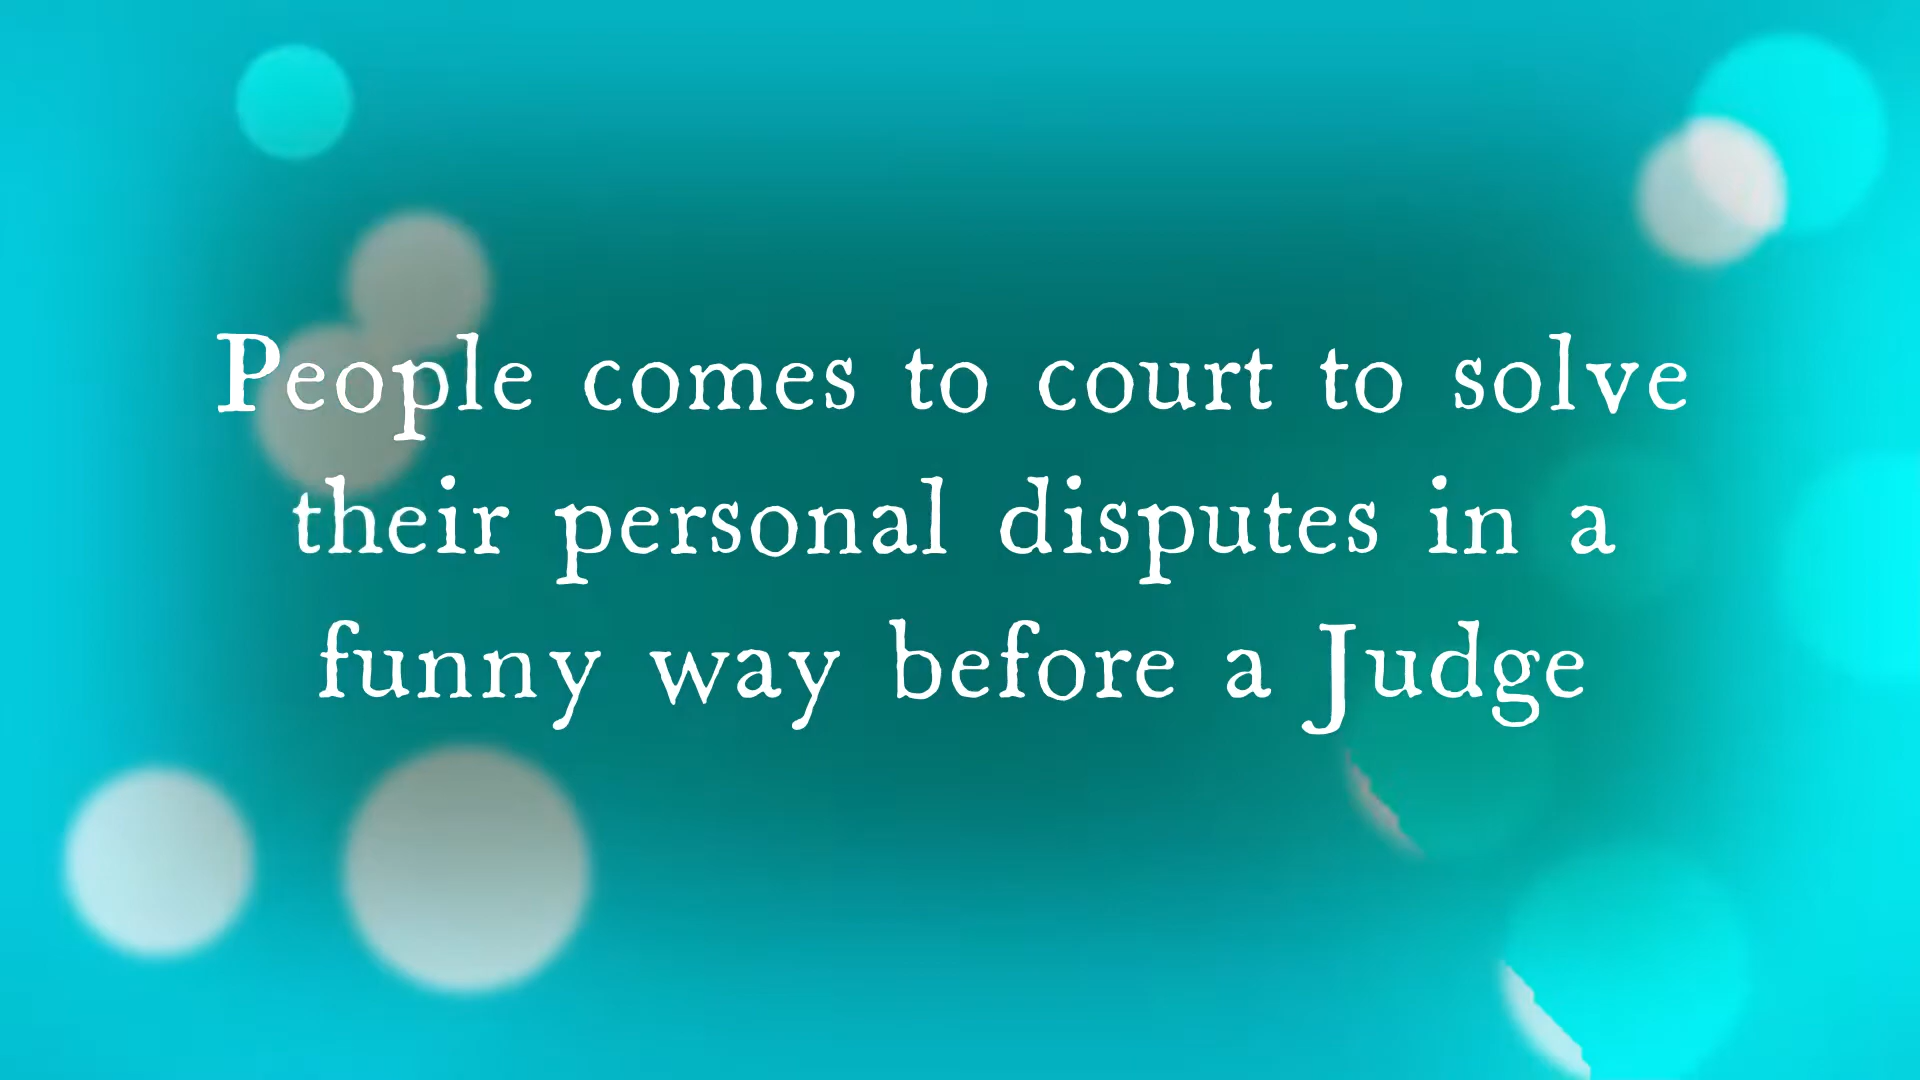 People comes to court to solve
their personal disputes in a
funny way before a Judge